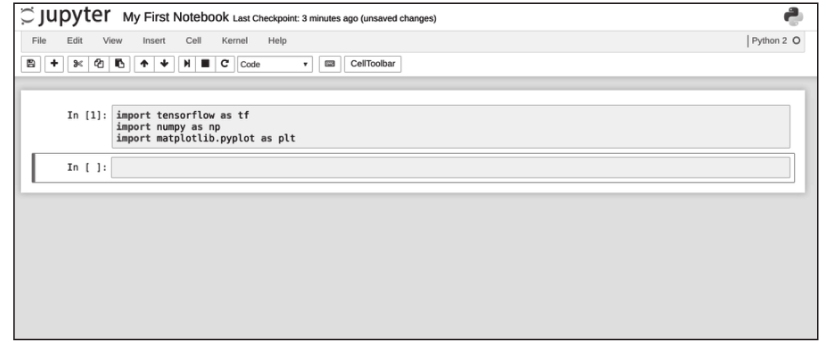 jupyter My First Notebook Last Checkpoint: 3 minutes ago (unsaved changes)
File Edit View Insert Cell Kernel Help Python 2
Code CellToolbar
In [1]: import tensorflow as tf
import numpy as np
import matplotlib.pyplot as plt
In [ ]: